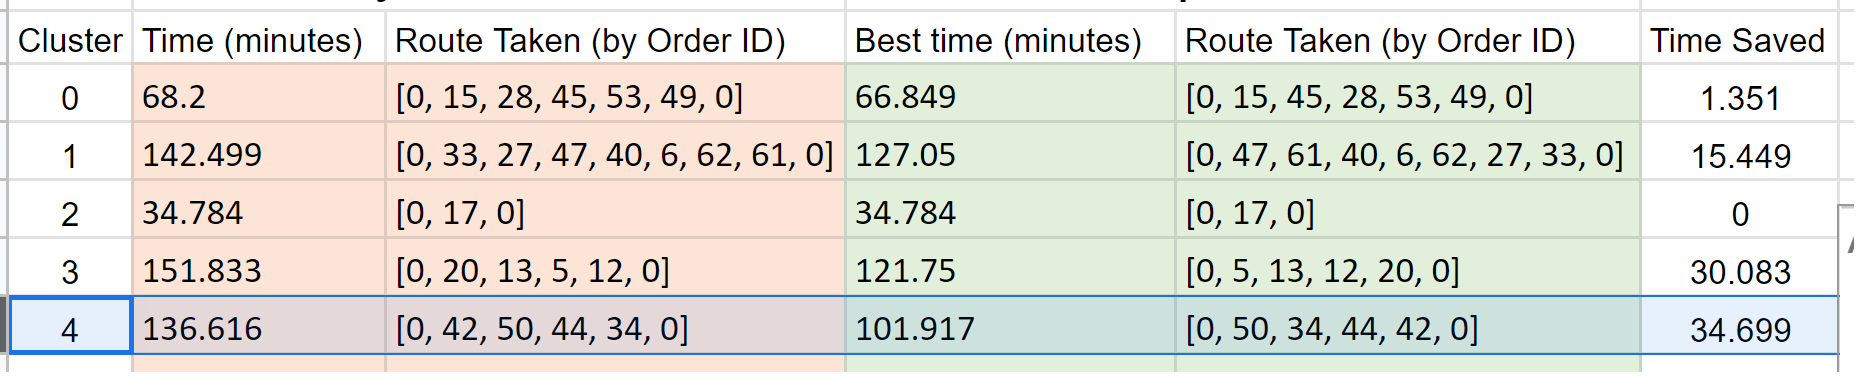 Cluster Time (minutes) Route Taken (by Order ID) Best time (minutes) Route Taken (by Order ID) Time Saved
0 68.2 [0, 15, 28, 45, 53, 49, 0] 66.849 [0, 15, 45, 28, 53, 49, 0] 1.351
1 142.499 [0, 33, 27, 47, 40, 6, 62, 61, 0] 127.05 [0, 47, 61, 40, 6, 62, 27, 33, 0] 15.449
2 34.784 [0, 17, 0] 34.784 [0, 17, 0] 0
3 151.833 [0, 20, 13, 5, 12, 0] 121.75 [0, 5, 13, 12, 20, 0] 30.083
4 136.616 [0, 42, 50, 44, 34, 0] 101.917 [0, 50, 34, 44, 42, 0] 34.699